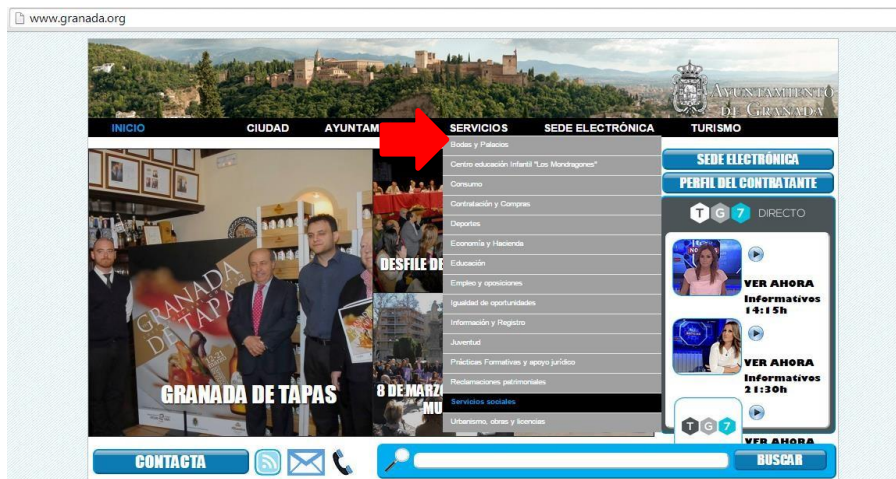 www.granada.org
AYUNTAMIENTO
DE GRANADA
INICIO CIUDAD AYUNTAM SERVICIOS SEDE ELECTRÓNICA TURISMO
Bodas y Palacios
Centro educación Infantil "Los Mondragones"
Consumo
Contratación y Compras
Deportes
Economía y Hacienda
Educación
Empleo y oposiciones
Igualdad de oportunidades
Información y Registro
Juventud
Prácticas Formativas y apoyo jurídico
Reclamaciones patrimoniales
Servicios sociales
Urbanismo, obras y licencias
GRANADA
DE TAPAS
GRANADA DE TAPAS
DESFILE DE
8 DE MARZO
MU
SEDE ELECTRÓNICA
PERFIL DEL CONTRATANTE
TG7 DIRECTO
VER AHORA
Informativos
14:15h
VER AHORA
Informativos
21:30h
TG7
VER AHORA
CONTACTA
BUSCAR